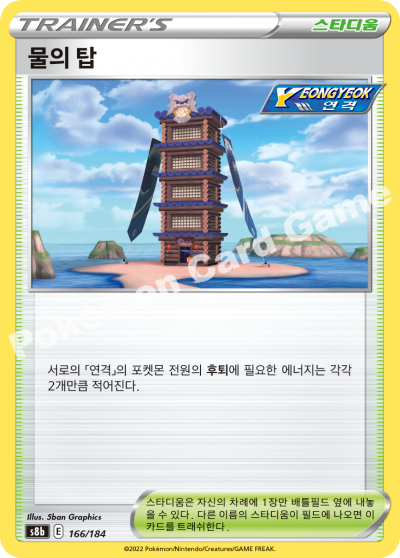 TRAINER'S 스타디움
물의 탑
YEONGYEOK
연격
Pokémon Card Game
서로의 「연격」의 포켓몬 전원의 후퇴에 필요한 에너지는 각각
2개만큼 적어진다.
Illus. 5ban Graphics
s8b E 166/184
스타디움은 자신의 차례에 1장만 배틀필드 옆에 내놓
을 수 있다. 다른 이름의 스타디움이 필드에 나오면 이
카드를 트래쉬한다.
©2022 Pokémon/Nintendo/Creatures/GAME FREAK.